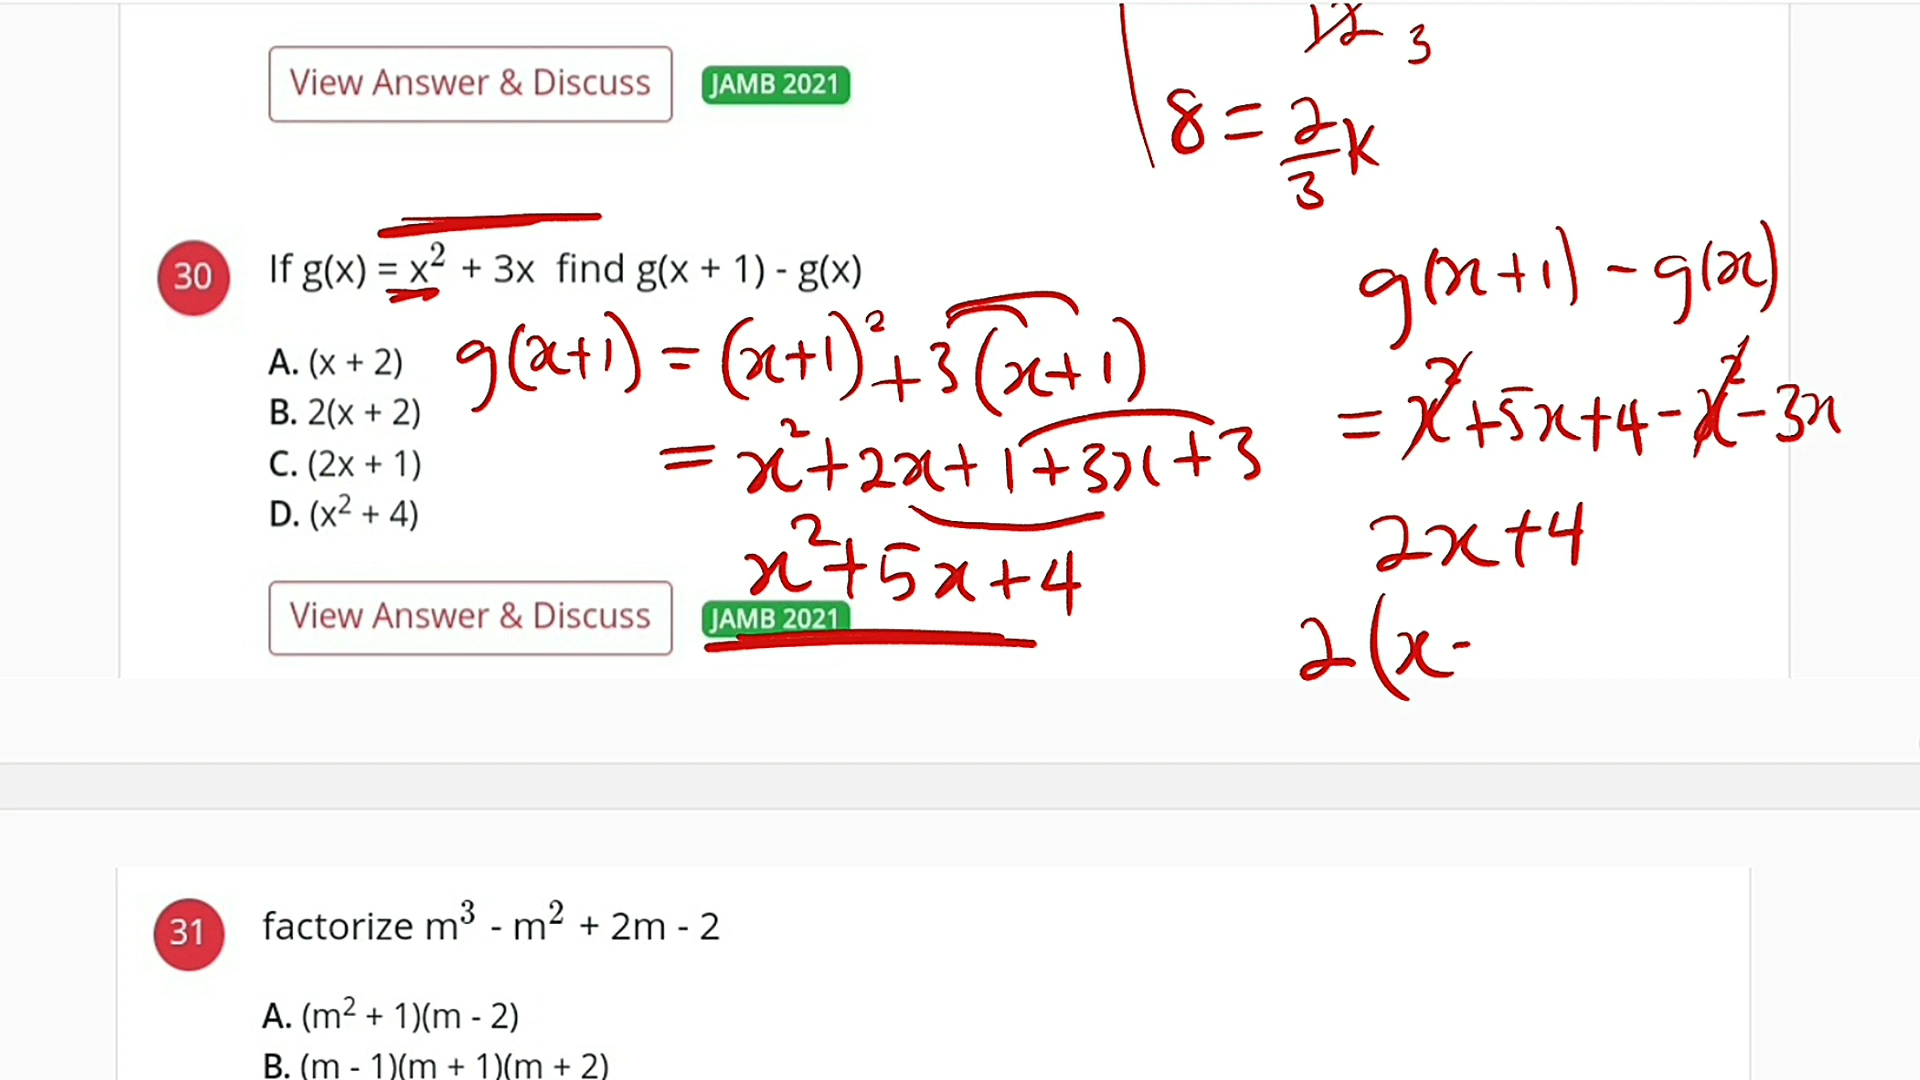 12 3
View Answer & Discuss JAMB 2021
8 = 2/3 k
30 If g(x) = x² + 3x find g(x + 1) - g(x)
g(x+1) - g(x)
A. (x + 2)
g(x+1) = (x+1)² + 3(x+1)
B. 2(x + 2)
= x²+5x+4-x²-3x
C. (2x + 1)
= x²+2x+1+3x+3
D. (x² + 4)
2x+4
x²+5x+4
View Answer & Discuss JAMB 2021
2(x-
31 factorize m³ - m² + 2m - 2
A. (m² + 1)(m - 2)
B. (m - 1)(m + 1)(m + 2)